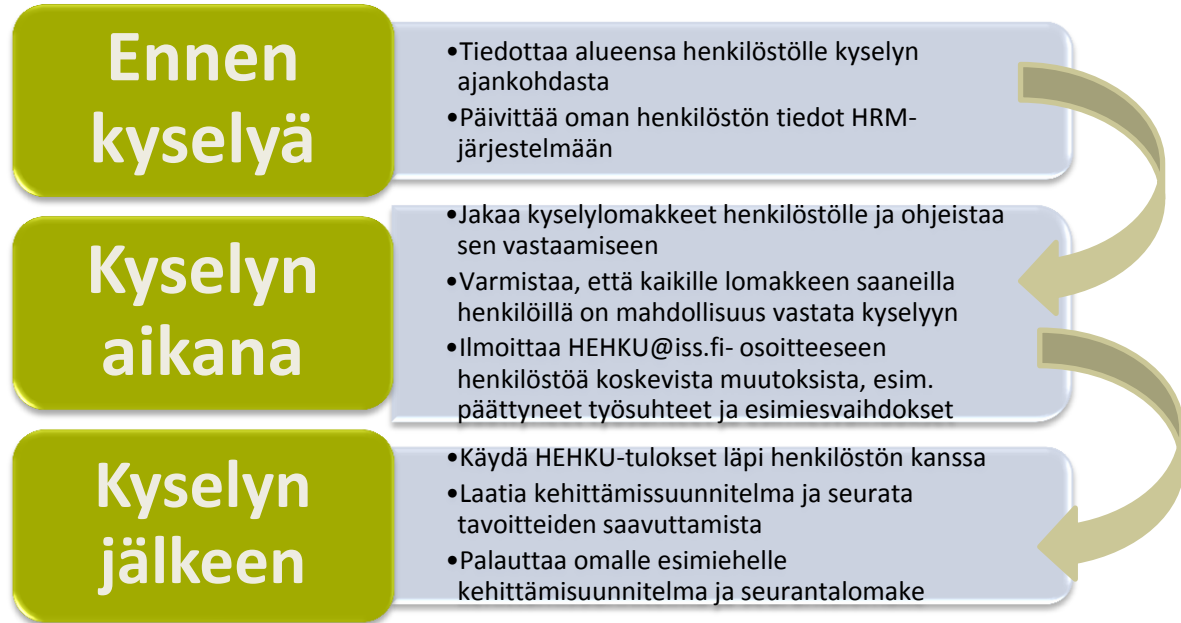 Ennen
kyselyä
•Tiedottaa alueensa henkilöstölle kyselyn
ajankohdasta
•Päivittää oman henkilöstön tiedot HRM-
järjestelmään
Kyselyn
aikana
•Jakaa kyselylomakkeet henkilöstölle ja ohjeistaa
sen vastaamiseen
•Varmistaa, että kaikille lomakkeen saaneilla
henkilöillä on mahdollisuus vastata kyselyyn
•Ilmoittaa HEHKU@iss.fi- osoitteeseen
henkilöstöä koskevista muutoksista, esim.
päättyneet työsuhteet ja esimiesvaihdokset
Kyselyn
jälkeen
•Käydä HEHKU-tulokset läpi henkilöstön kanssa
•Laatia kehittämissuunnitelma ja seurata
tavoitteiden saavuttamista
•Palauttaa omalle esimiehelle
kehittämisuunnitelma ja seurantalomake